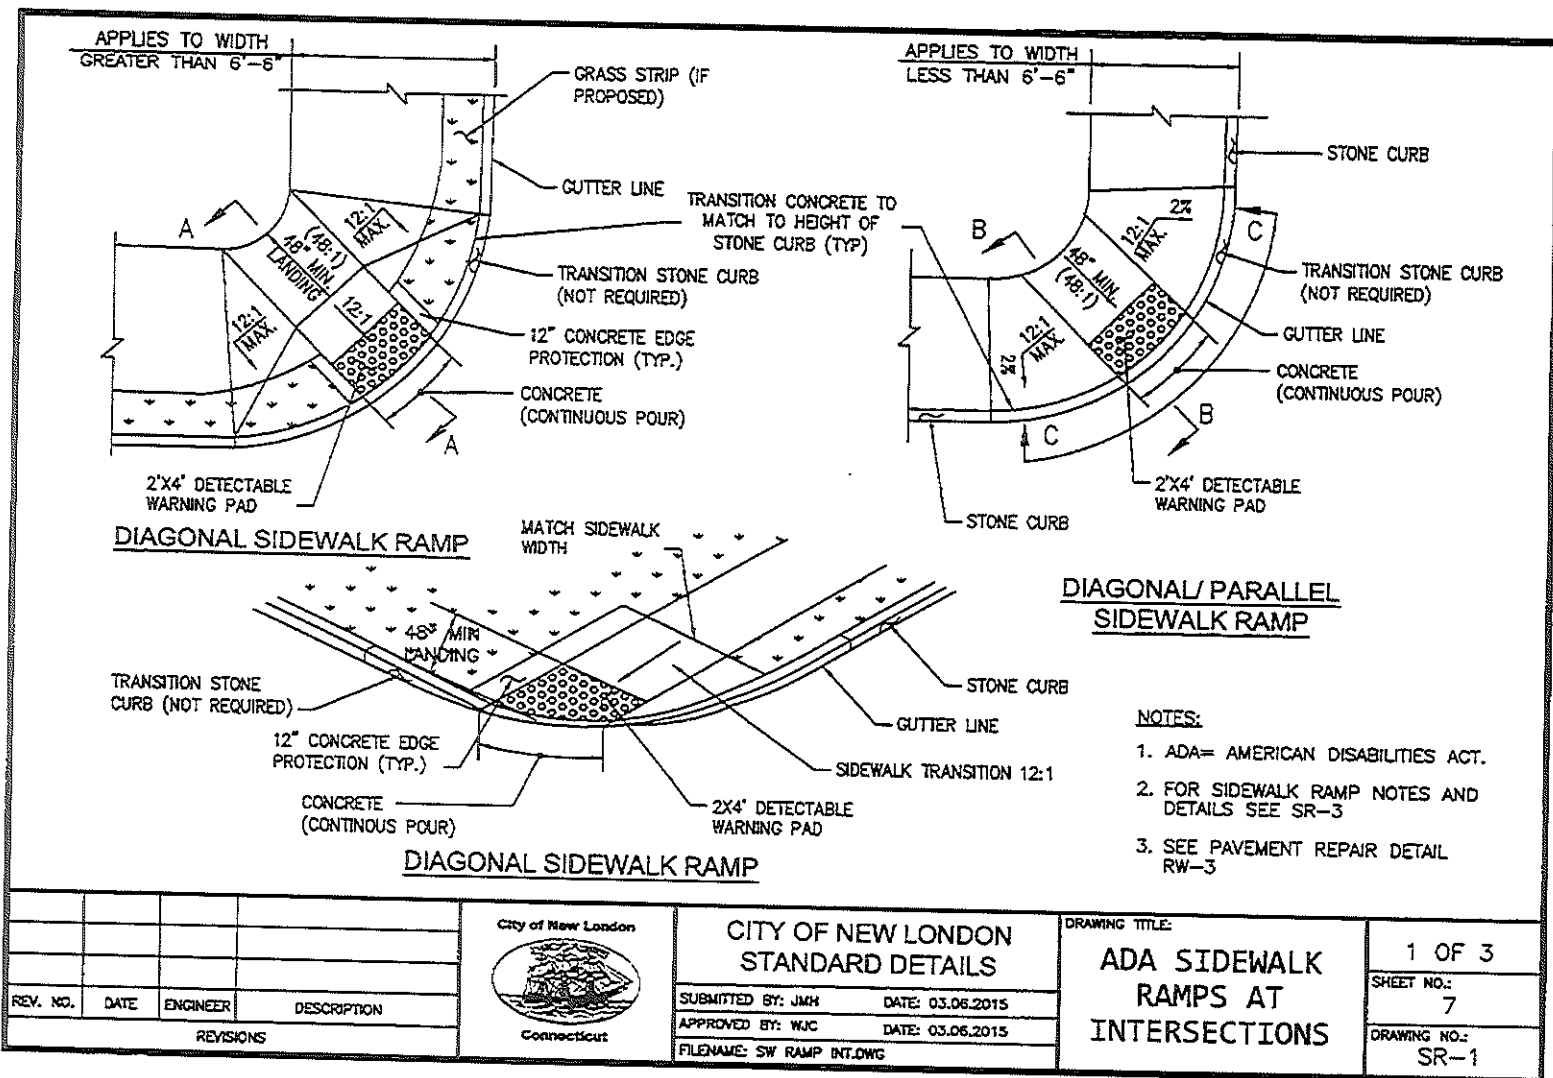 APPLIES TO WIDTH
GREATER THAN 6'-6"
GRASS STRIP (IF
PROPOSED)
GUTTER LINE
TRANSITION CONCRETE TO
MATCH TO HEIGHT OF
STONE CURB (TYP)
TRANSITION STONE CURB
(NOT REQUIRED)
12" CONCRETE EDGE
PROTECTION (TYP.)
CONCRETE
(CONTINUOUS POUR)
A
12:1
MAX.
(48:1)
48" MIN.
LANDING
12:1
12:1
MAX.
A
2'X4' DETECTABLE
WARNING PAD
DIAGONAL SIDEWALK RAMP
APPLIES TO WIDTH
LESS THAN 6'-6"
STONE CURB
B
12:1
MAX.
2%
C
48" MIN.
(48:1)
12:1
MAX.
2%
TRANSITION STONE CURB
(NOT REQUIRED)
GUTTER LINE
CONCRETE
(CONTINUOUS POUR)
C
B
2'X4' DETECTABLE
WARNING PAD
STONE CURB
DIAGONAL/ PARALLEL
SIDEWALK RAMP
MATCH SIDEWALK
WIDTH
48" MIN
LANDING
TRANSITION STONE
CURB (NOT REQUIRED)
12" CONCRETE EDGE
PROTECTION (TYP.)
CONCRETE
(CONTINOUS POUR)
STONE CURB
GUTTER LINE
SIDEWALK TRANSITION 12:1
2X4' DETECTABLE
WARNING PAD
DIAGONAL SIDEWALK RAMP
NOTES:
1. ADA= AMERICAN DISABILITIES ACT.
2. FOR SIDEWALK RAMP NOTES AND
DETAILS SEE SR-3
3. SEE PAVEMENT REPAIR DETAIL
RW-3
REV. NO. DATE ENGINEER DESCRIPTION
REVISIONS
City of New London
Connecticut
CITY OF NEW LONDON
STANDARD DETAILS
SUBMITTED BY: JMH DATE: 03.06.2015
APPROVED BY: WJC DATE: 03.06.2015
FILENAME: SW RAMP INT.DWG
DRAWING TITLE:
ADA SIDEWALK
RAMPS AT
INTERSECTIONS
1 OF 3
SHEET NO.:
7
DRAWING NO.:
SR-1